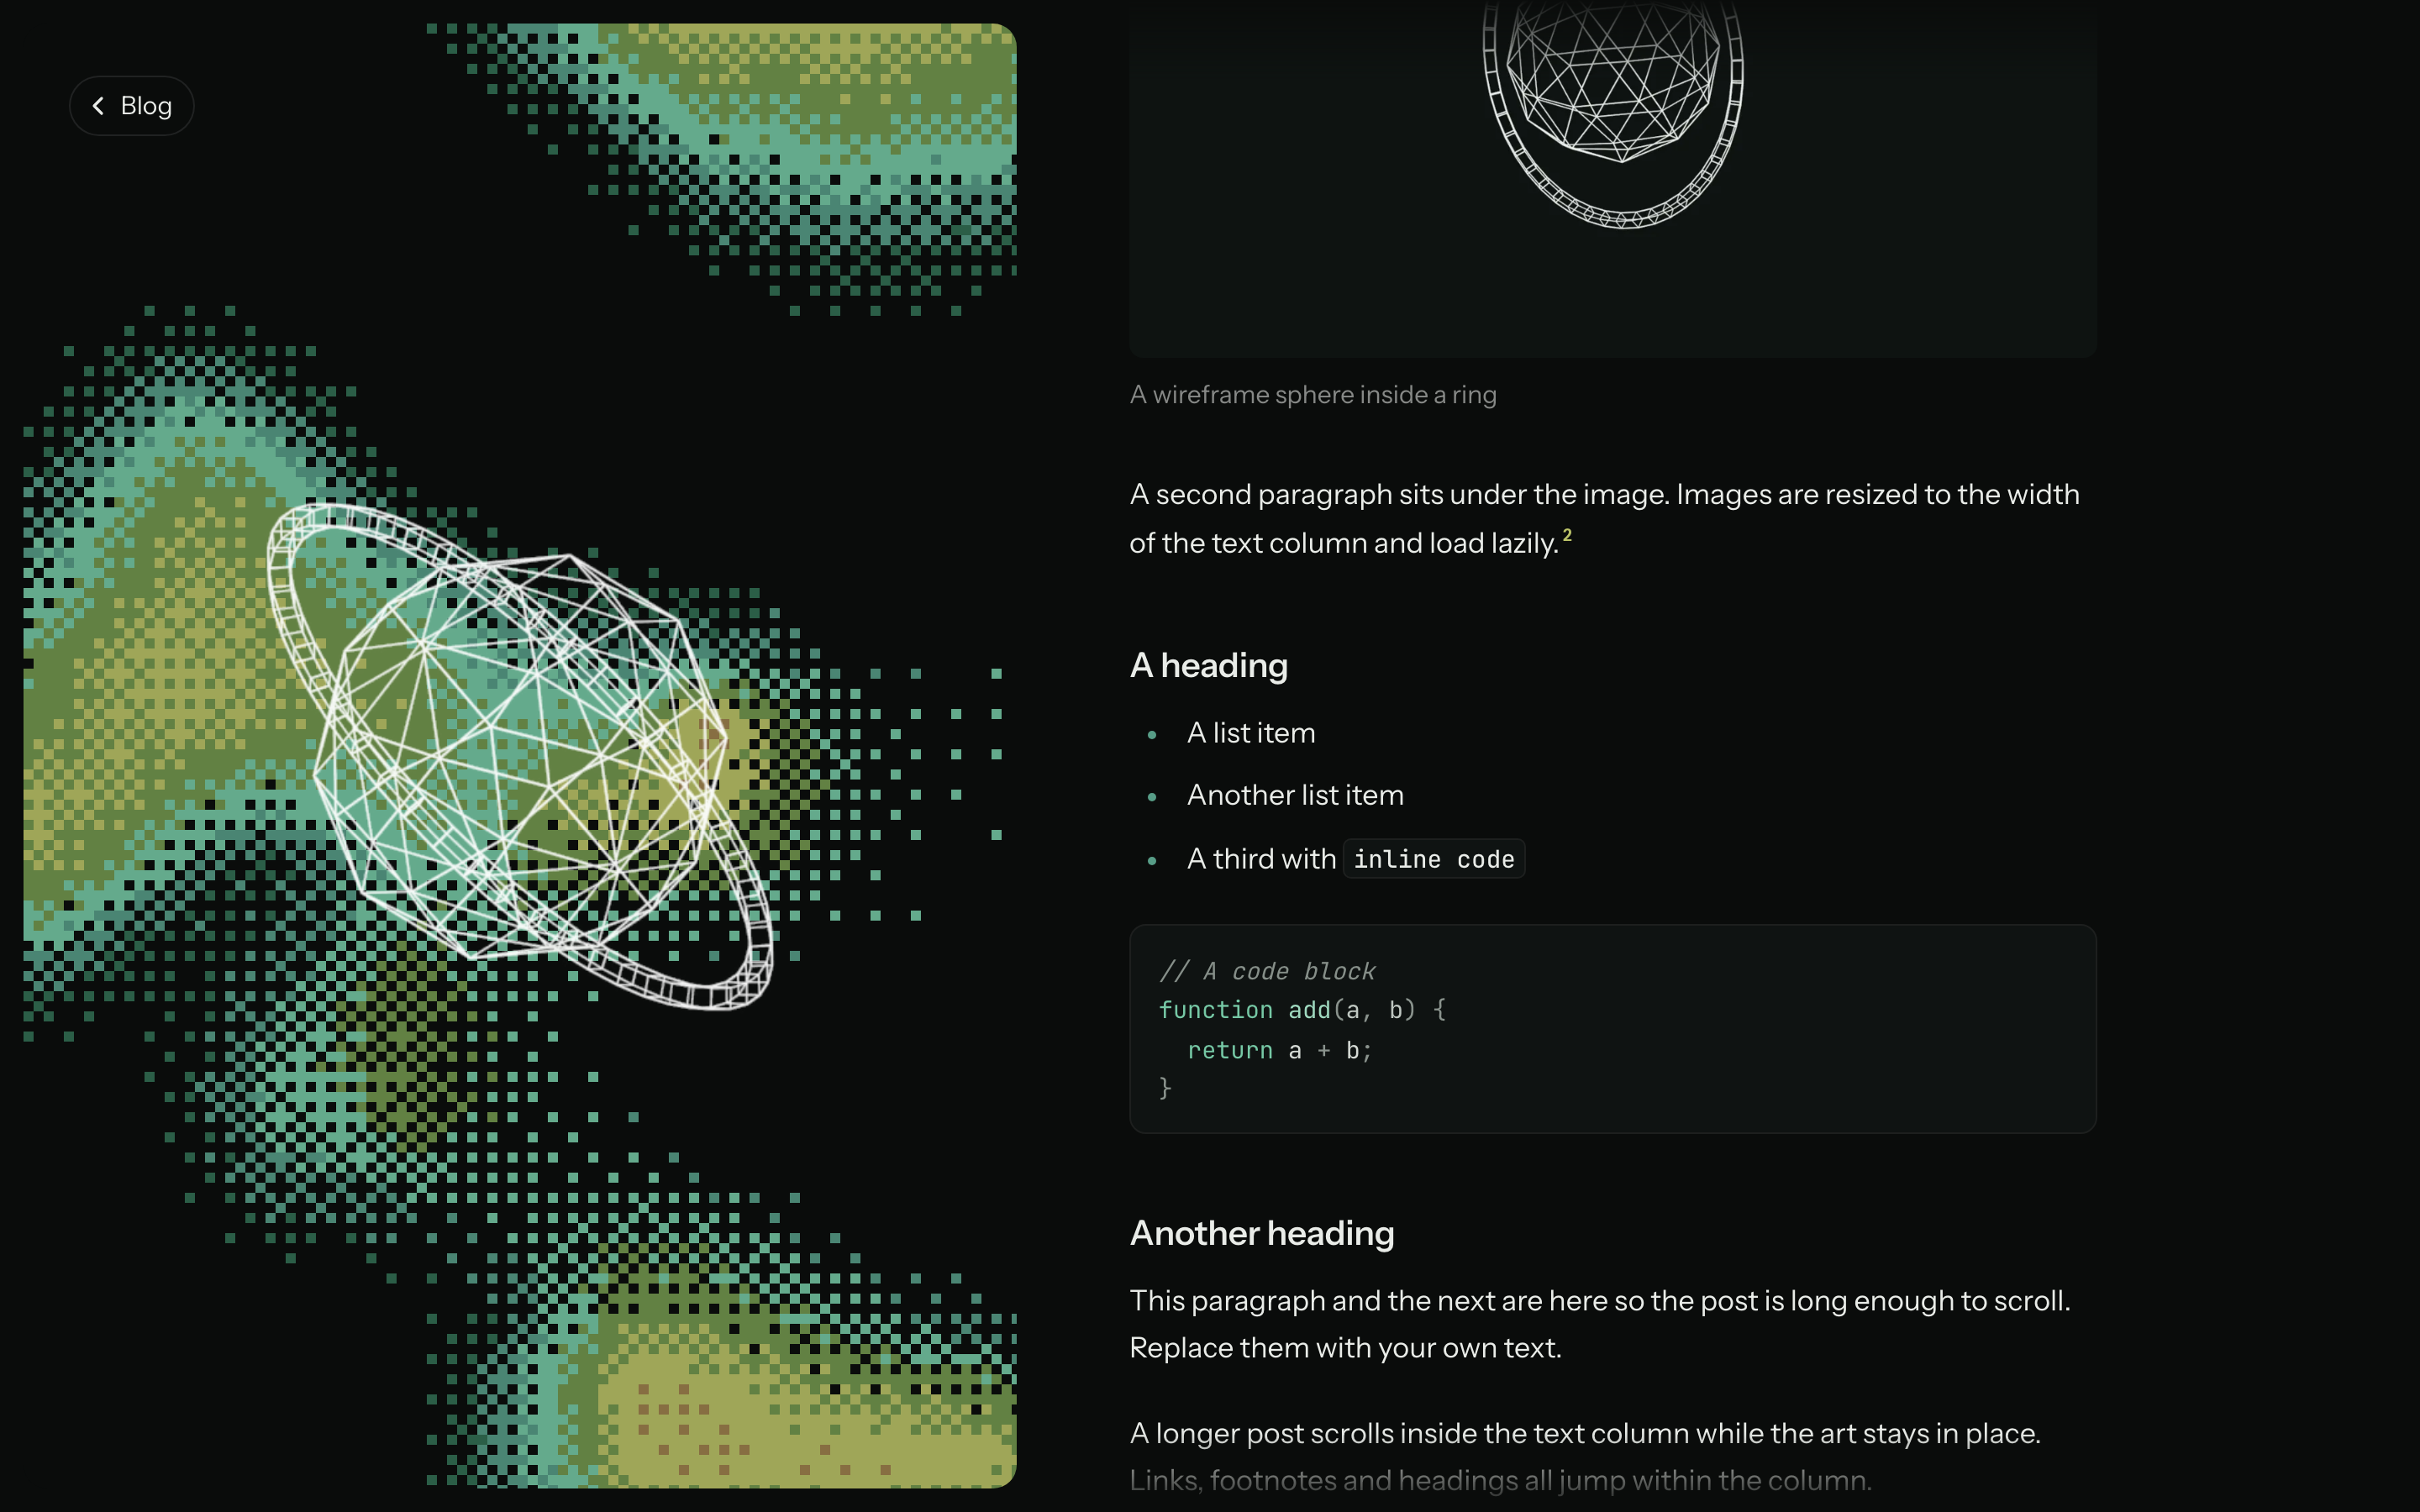 Blog
A wireframe sphere inside a ring
A second paragraph sits under the image. Images are resized to the width
of the text column and load lazily. 2
A heading
• A list item
• Another list item
• A third with inline code
// A code block
function add(a, b) {
  return a + b;
}
Another heading
This paragraph and the next are here so the post is long enough to scroll.
Replace them with your own text.
A longer post scrolls inside the text column while the art stays in place.
Links, footnotes and headings all jump within the column.